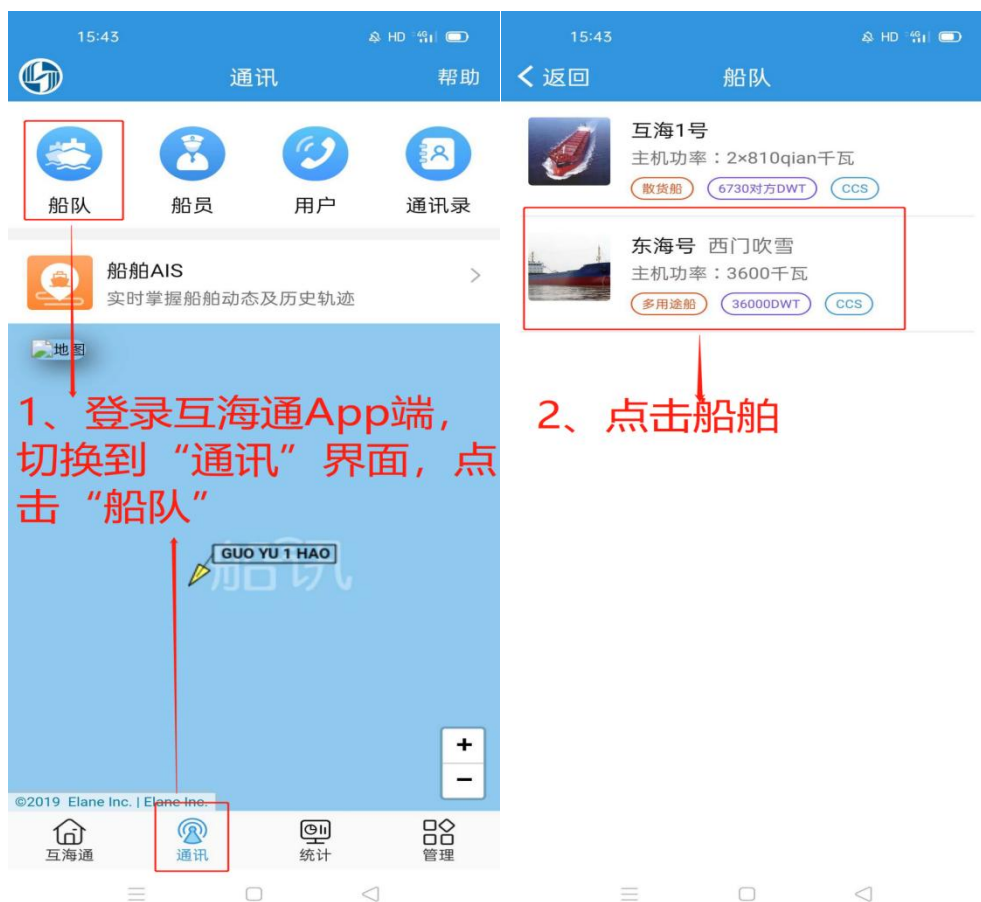 15:43
HD 4G
通讯
帮助
船队
船员
用户
通讯录
船舶AIS
实时掌握船舶动态及历史轨迹
地图
1、登录互海通App端，
切换到“通讯”界面，点
击“船队”
GUO YU 1 HAO
船讯
+
−
©2019 Elane Inc. | Elane Inc.
互海通
通讯
统计
管理
15:43
HD 4G
返回
船队
互海1号
主机功率：2×810qian千瓦
散货船 6730对方DWT CCS
东海号 西门吹雪
主机功率：3600千瓦
多用途船 36000DWT CCS
2、点击船舶